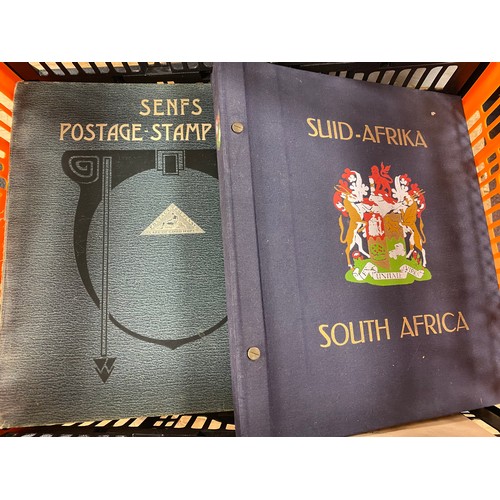 SENFS
POSTAGE-STAMP
SUID-AFRIKA
SOUTH AFRICA